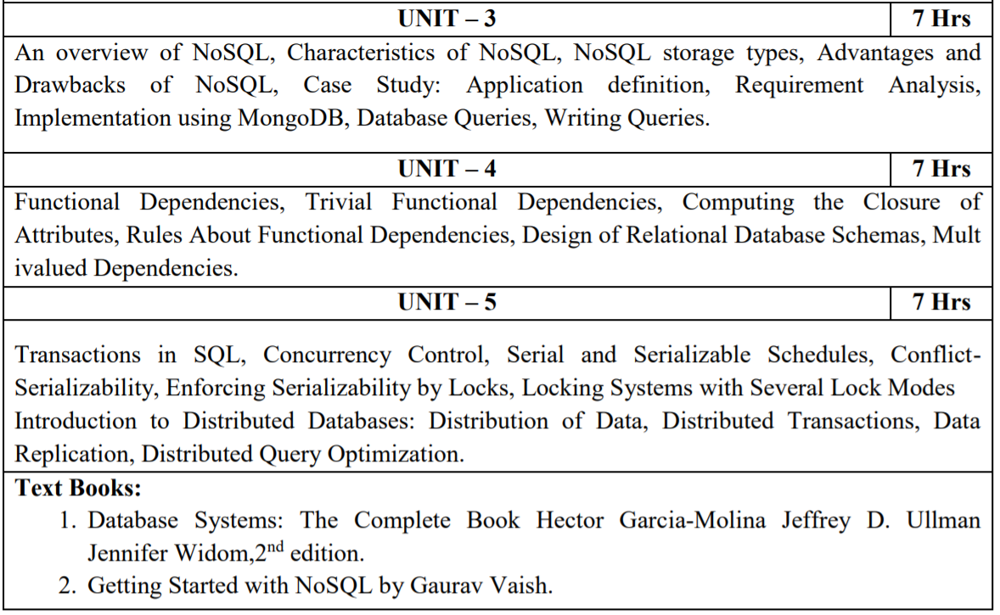 UNIT – 3 7 Hrs
An overview of NoSQL, Characteristics of NoSQL, NoSQL storage types, Advantages and
Drawbacks of NoSQL, Case Study: Application definition, Requirement Analysis,
Implementation using MongoDB, Database Queries, Writing Queries.
UNIT – 4 7 Hrs
Functional Dependencies, Trivial Functional Dependencies, Computing the Closure of
Attributes, Rules About Functional Dependencies, Design of Relational Database Schemas, Mult
ivalued Dependencies.
UNIT – 5 7 Hrs
Transactions in SQL, Concurrency Control, Serial and Serializable Schedules, Conflict-
Serializability, Enforcing Serializability by Locks, Locking Systems with Several Lock Modes
Introduction to Distributed Databases: Distribution of Data, Distributed Transactions, Data
Replication, Distributed Query Optimization.
Text Books:
1. Database Systems: The Complete Book Hector Garcia-Molina Jeffrey D. Ullman
Jennifer Widom,2nd edition.
2. Getting Started with NoSQL by Gaurav Vaish.